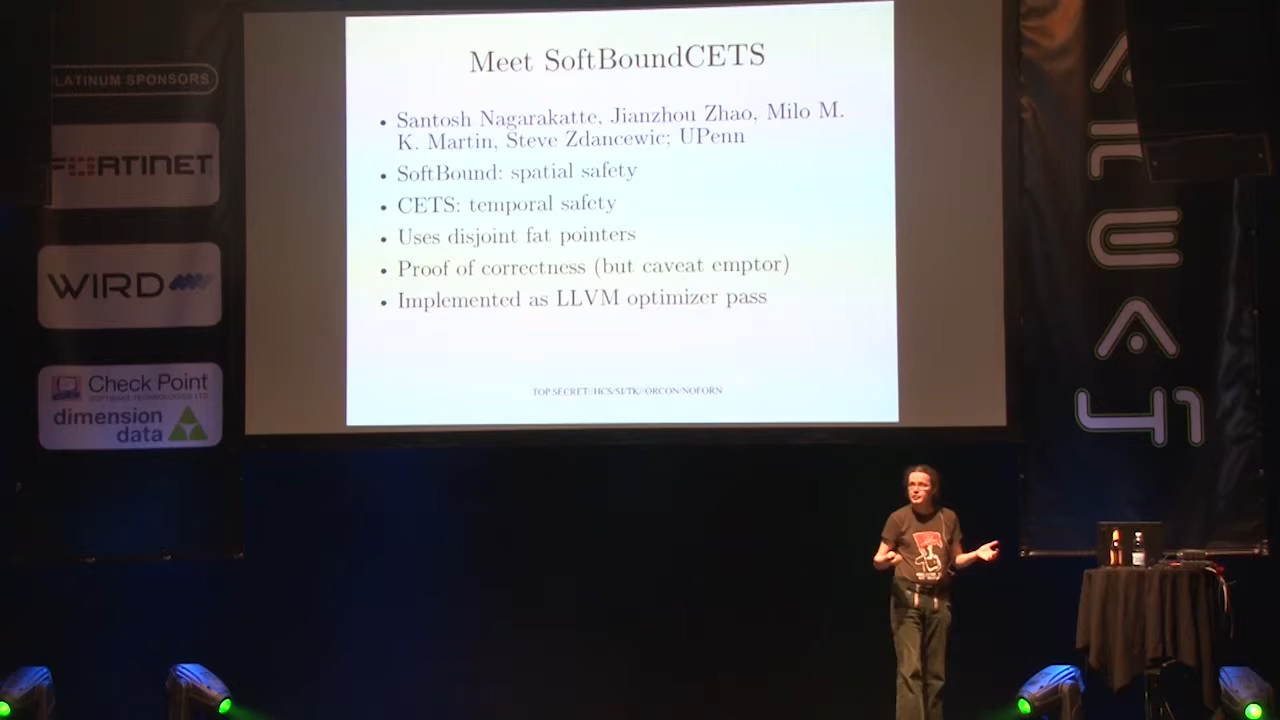 Meet SoftBoundCETS
• Santosh Nagarakatte, Jianzhou Zhao, Milo M.
K. Martin, Steve Zdancewic; UPenn
• SoftBound: spatial safety
• CETS: temporal safety
• Uses disjoint fat pointers
• Proof of correctness (but caveat emptor)
• Implemented as LLVM optimizer pass
TOP SECRET//HCS/SI/TK//ORCON/NOFORN
PLATINUM SPONSORS
FORTINET
WIRD
Check Point
SOFTWARE TECHNOLOGIES LTD.
dimension
data
AREA
41